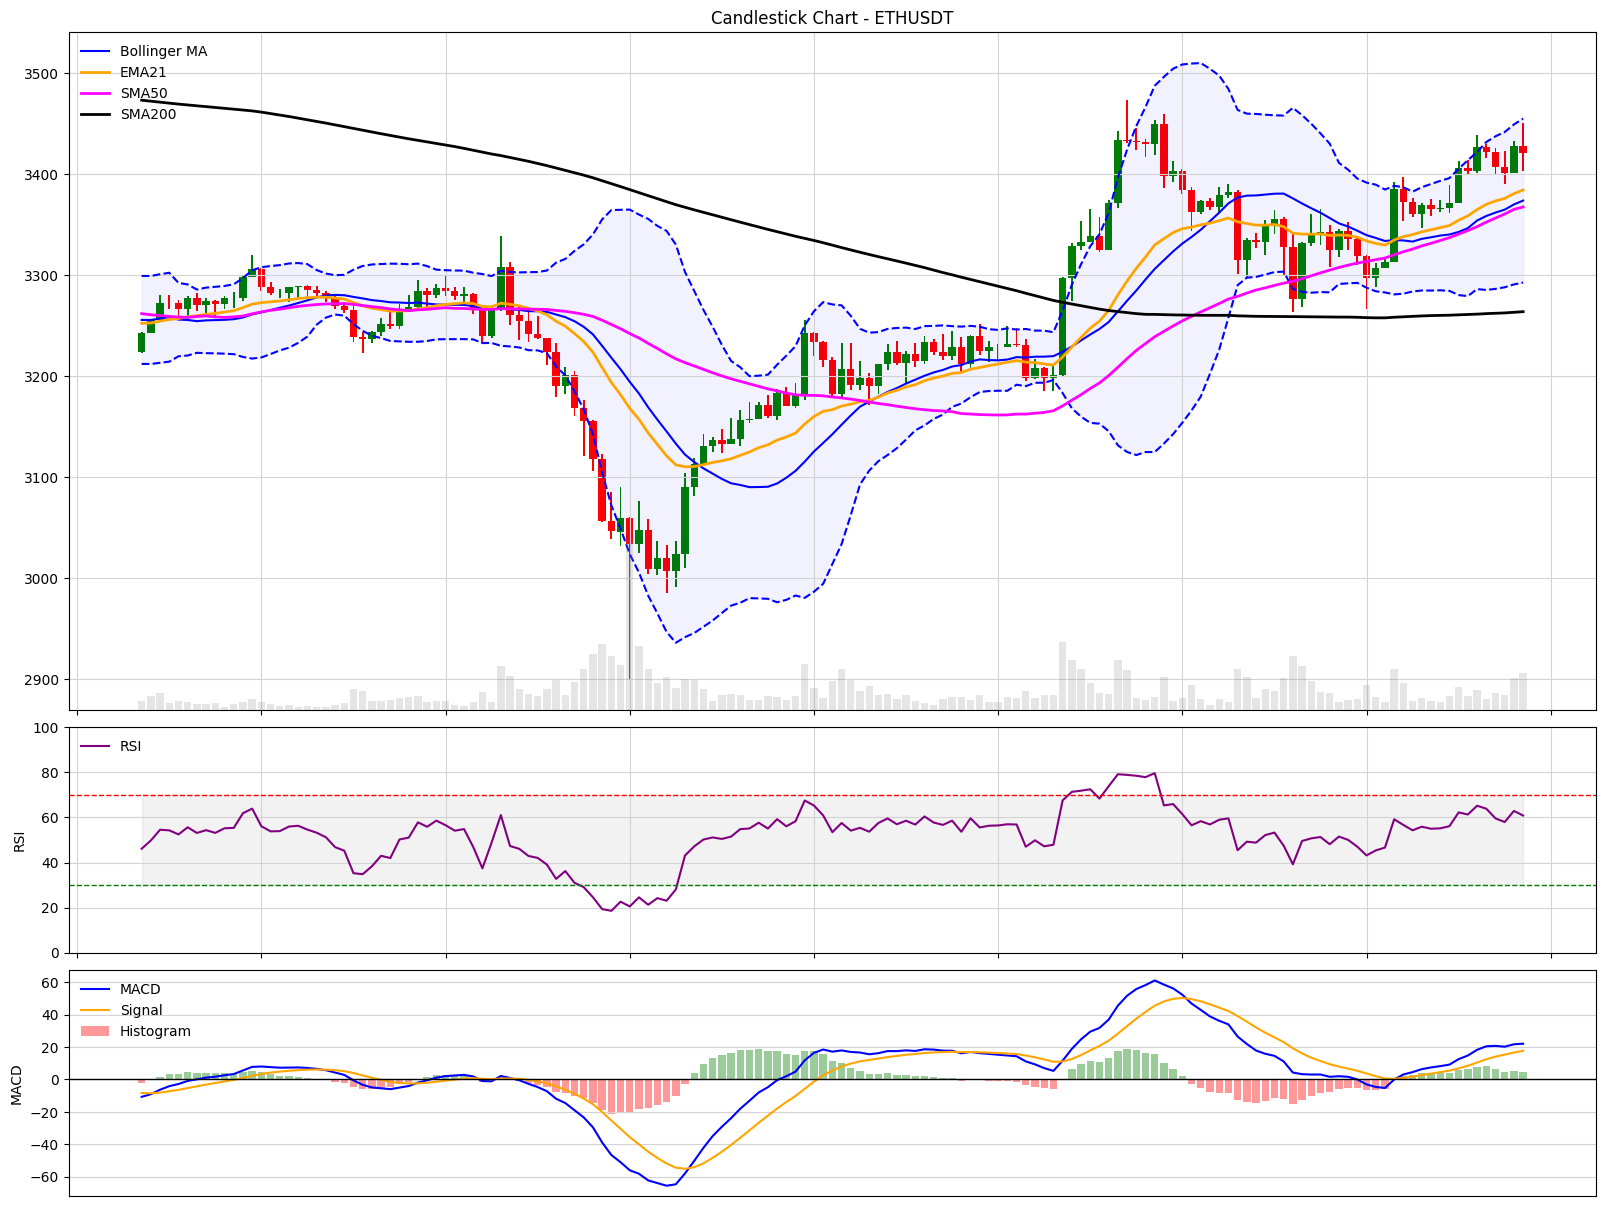 Candlestick Chart - ETHUSDT
Bollinger MA
EMA21
SMA50
SMA200
3500
3400
3300
3200
3100
3000
2900
RSI
100
80
60
40
20
0
RSI
MACD
Signal
Histogram
60
40
20
0
−20
−40
−60
MACD